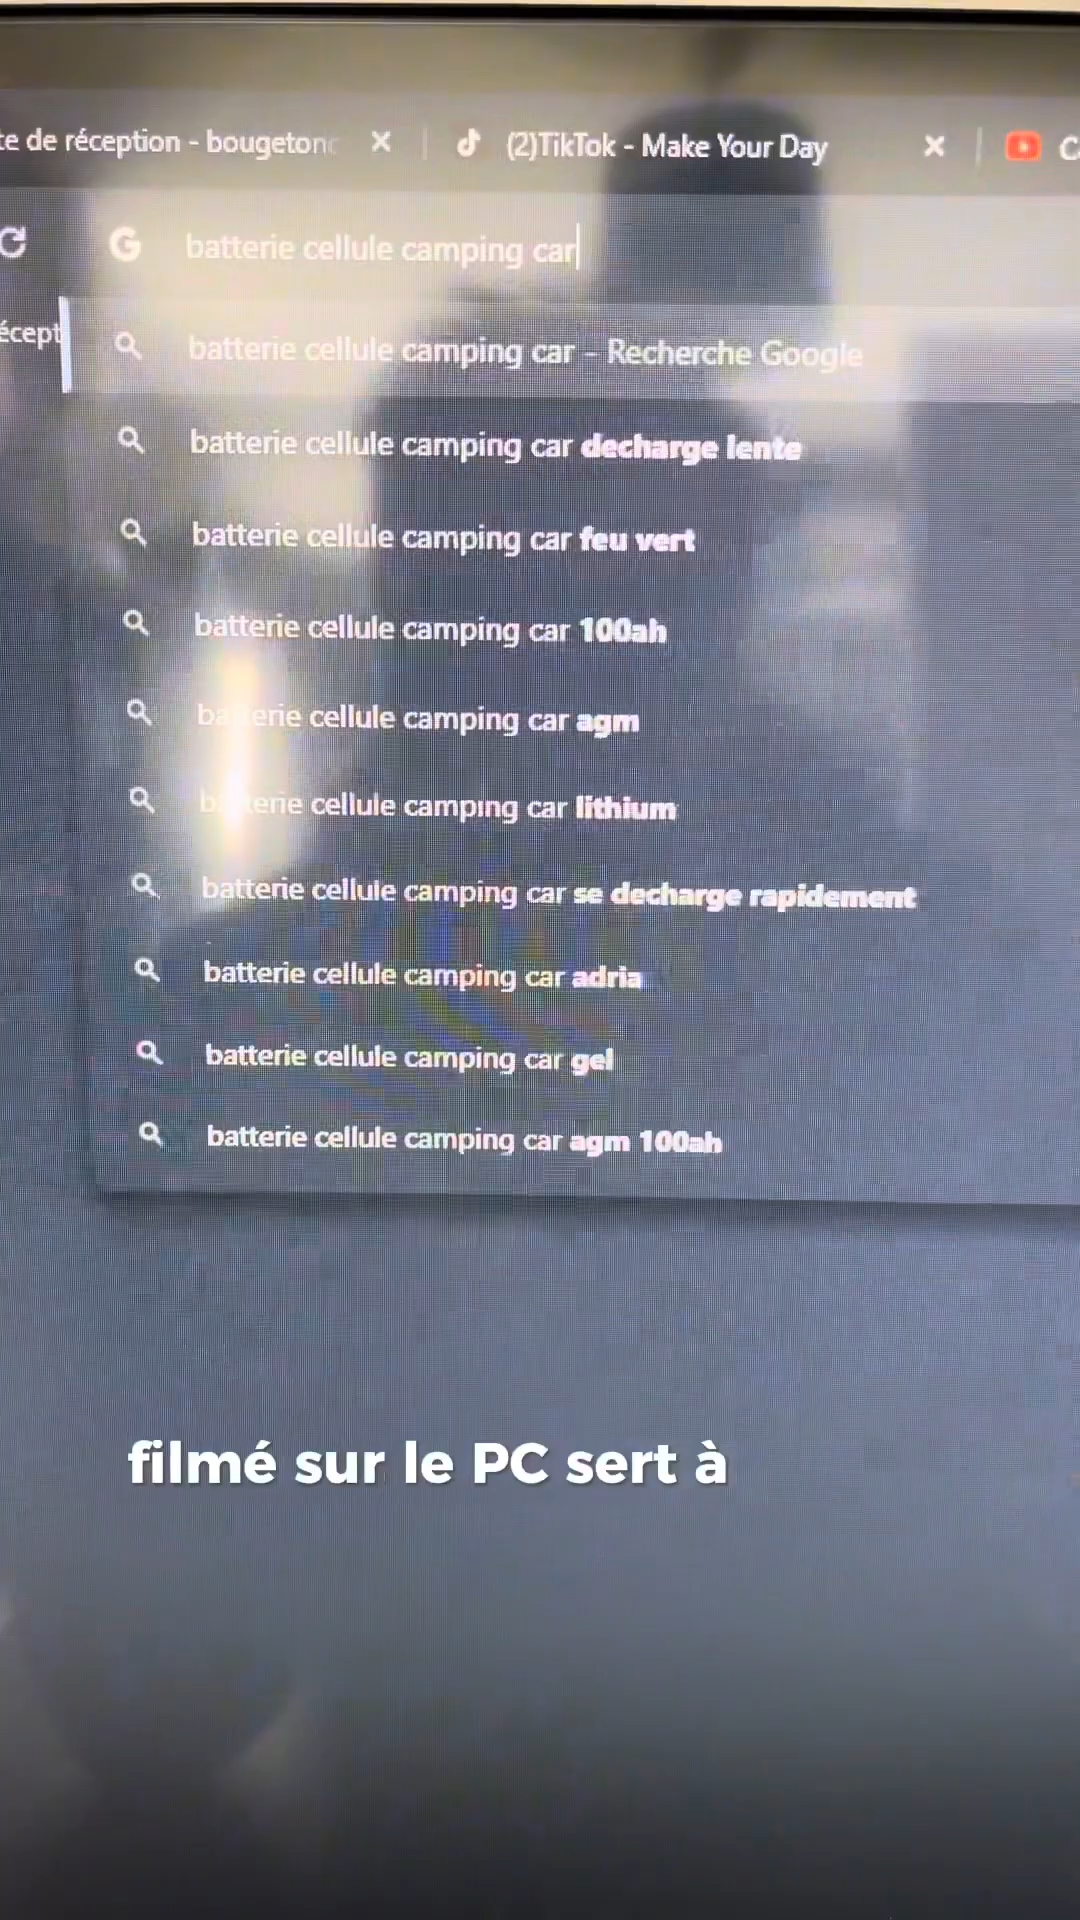 te de réception - bougeton
(2)TikTok - Make Your Day
batterie cellule camping car
écept
batterie cellule camping car – Recherche Google
batterie cellule camping car decharge lente
batterie cellule camping car feu vert
batterie cellule camping car 100ah
batterie cellule camping car agm
batterie cellule camping car lithium
batterie cellule camping car se decharge rapidement
batterie cellule camping car adria
batterie cellule camping car gel
batterie cellule camping car agm 100ah
filmé sur le PC sert à